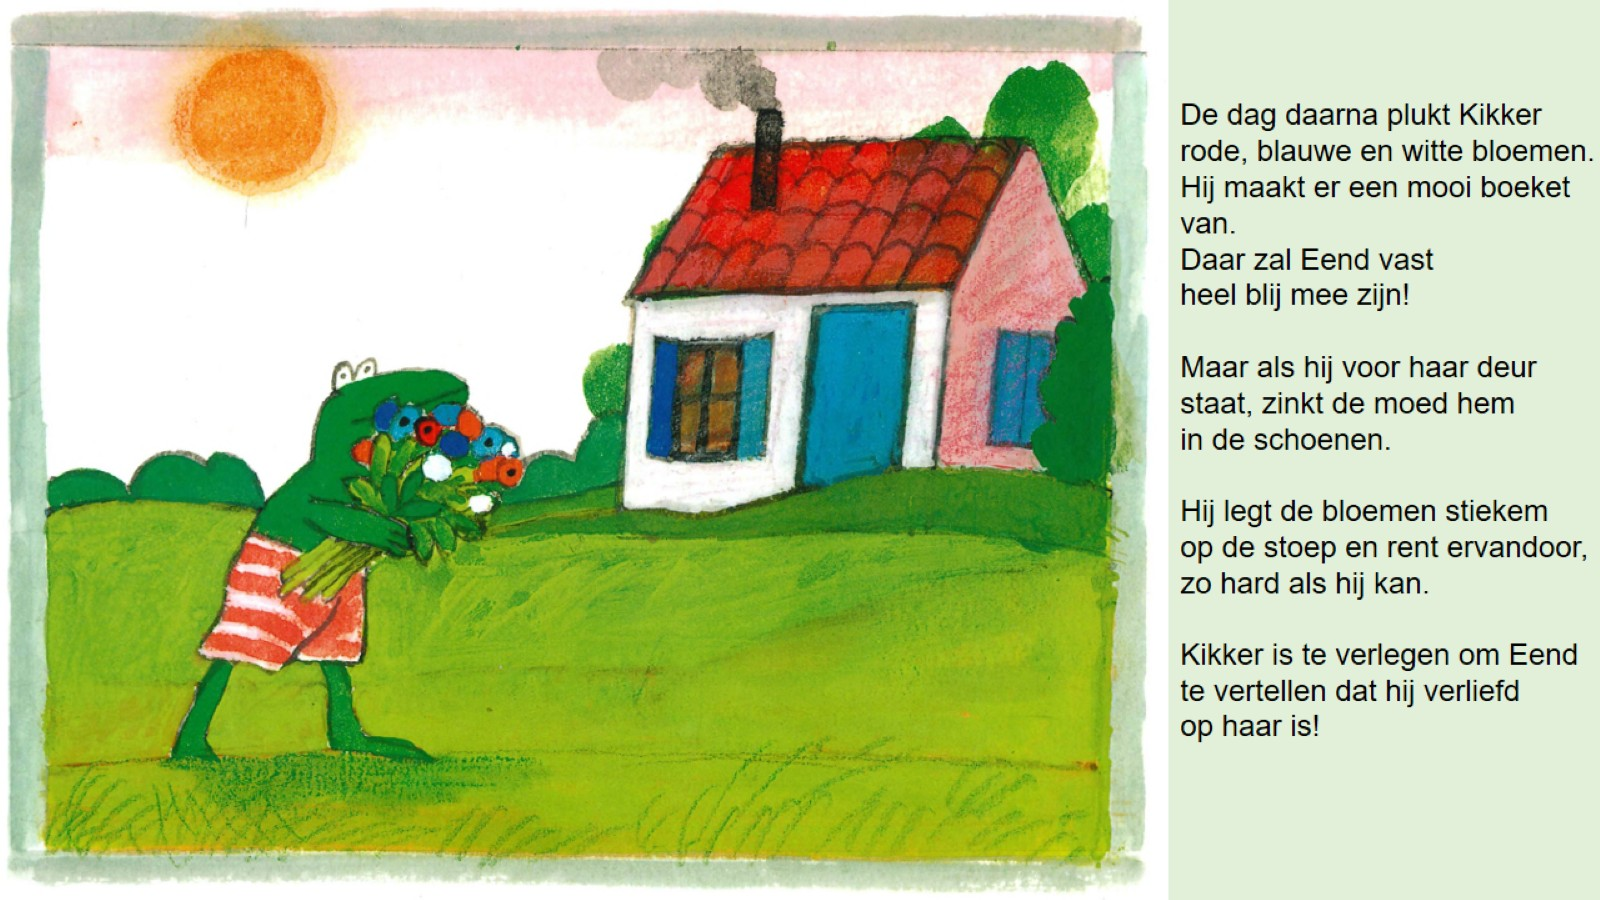 De dag daarna plukt Kikker
rode, blauwe en witte bloemen.
Hij maakt er een mooi boeket
van.
Daar zal Eend vast
heel blij mee zijn!
Maar als hij voor haar deur
staat, zinkt de moed hem
in de schoenen.
Hij legt de bloemen stiekem
op de stoep en rent ervandoor,
zo hard als hij kan.
Kikker is te verlegen om Eend
te vertellen dat hij verliefd
op haar is!